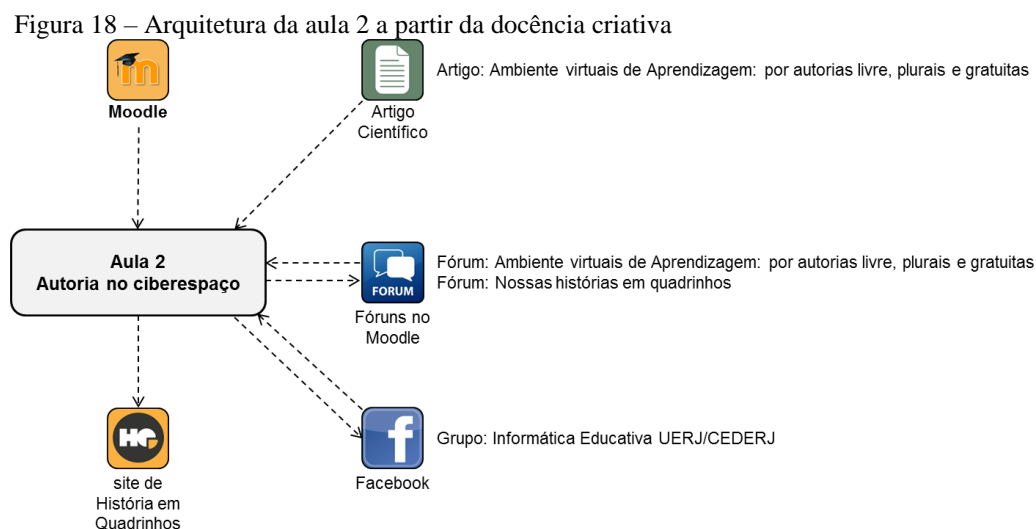 Figura 18 – Arquitetura da aula 2 a partir da docência criativa
m
Moodle
Artigo
Científico
Artigo: Ambiente virtuais de Aprendizagem: por autorias livre, plurais e gratuitas
Aula 2
Autoria no ciberespaço
FORUM
Fóruns no
Moodle
Fórum: Ambiente virtuais de Aprendizagem: por autorias livre, plurais e gratuitas
Fórum: Nossas histórias em quadrinhos
HQ
site de
História em
Quadrinhos
f
Facebook
Grupo: Informática Educativa UERJ/CEDERJ